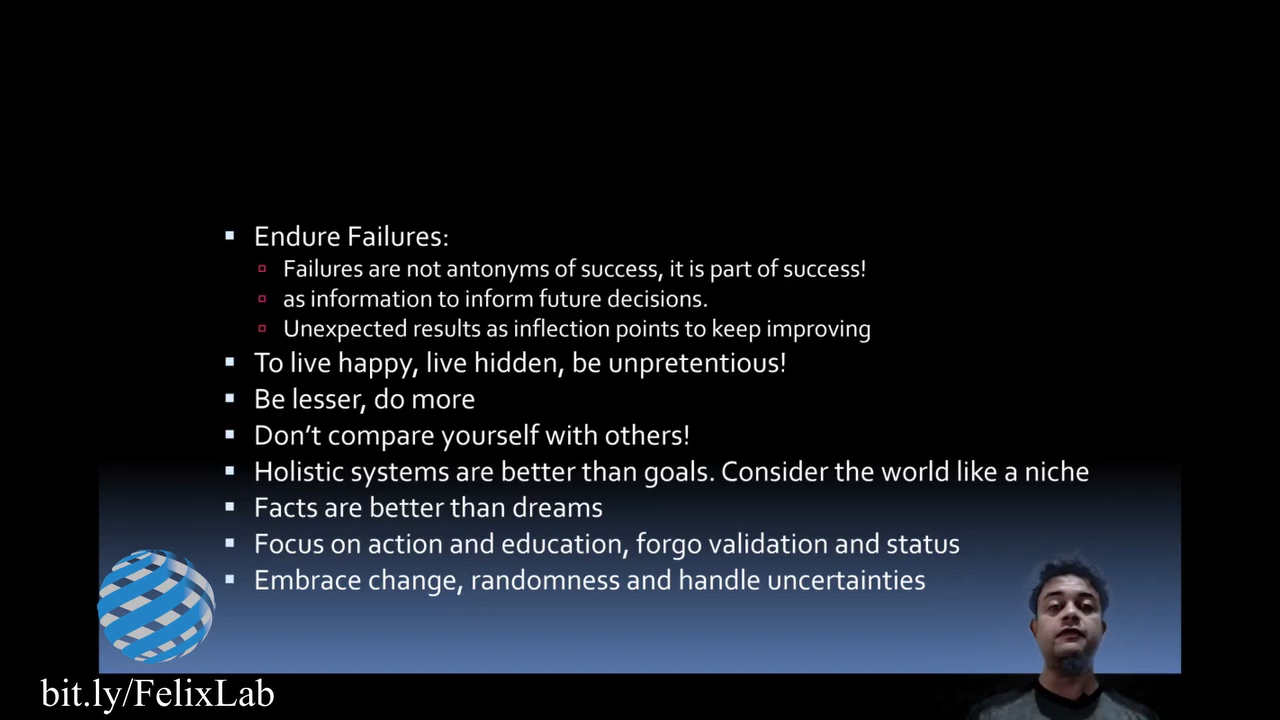 Endure Failures:
Failures are not antonyms of success, it is part of success!
as information to inform future decisions.
Unexpected results as inflection points to keep improving
To live happy, live hidden, be unpretentious!
Be lesser, do more
Don't compare yourself with others!
Holistic systems are better than goals. Consider the world like a niche
Facts are better than dreams
Focus on action and education, forgo validation and status
Embrace change, randomness and handle uncertainties
bit.ly/FelixLab